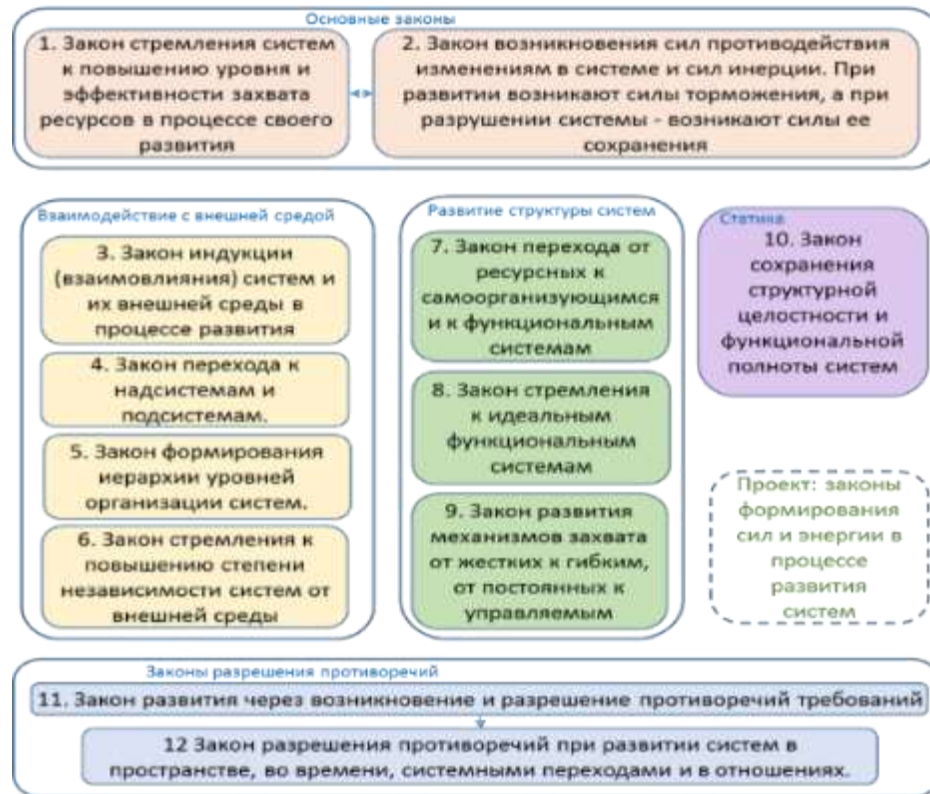 Основные законы
1. Закон стремления систем
к повышению уровня и
эффективности захвата
ресурсов в процессе своего
развития
2. Закон возникновения сил противодействия
изменениям в системе и сил инерции. При
развитии возникают силы торможения, а при
разрушении системы - возникают силы ее
сохранения
Взаимодействие с внешней средой
3. Закон индукции
(взаимовлияния) систем и
их внешней среды в
процессе развития
4. Закон перехода к
надсистемам и
подсистемам.
5. Закон формирования
иерархии уровней
организации систем.
6. Закон стремления к
повышению степени
независимости систем от
внешней среды
Развитие структуры систем
7. Закон перехода от
ресурсных к
самоорганизующимся
и к функциональным
системам
8. Закон стремления
к идеальным
функциональным
системам
9. Закон развития
механизмов захвата
от жестких к гибким,
от постоянных к
управляемым
Статика
10. Закон
сохранения
структурной
целостности и
функциональной
полноты систем
Проект: законы
формирования
сил и энергии в
процессе
развития
систем
Законы разрешения противоречий
11. Закон развития через возникновение и разрешение противоречий требований
12 Закон разрешения противоречий при развитии систем в
пространстве, во времени, системными переходами и в отношениях.